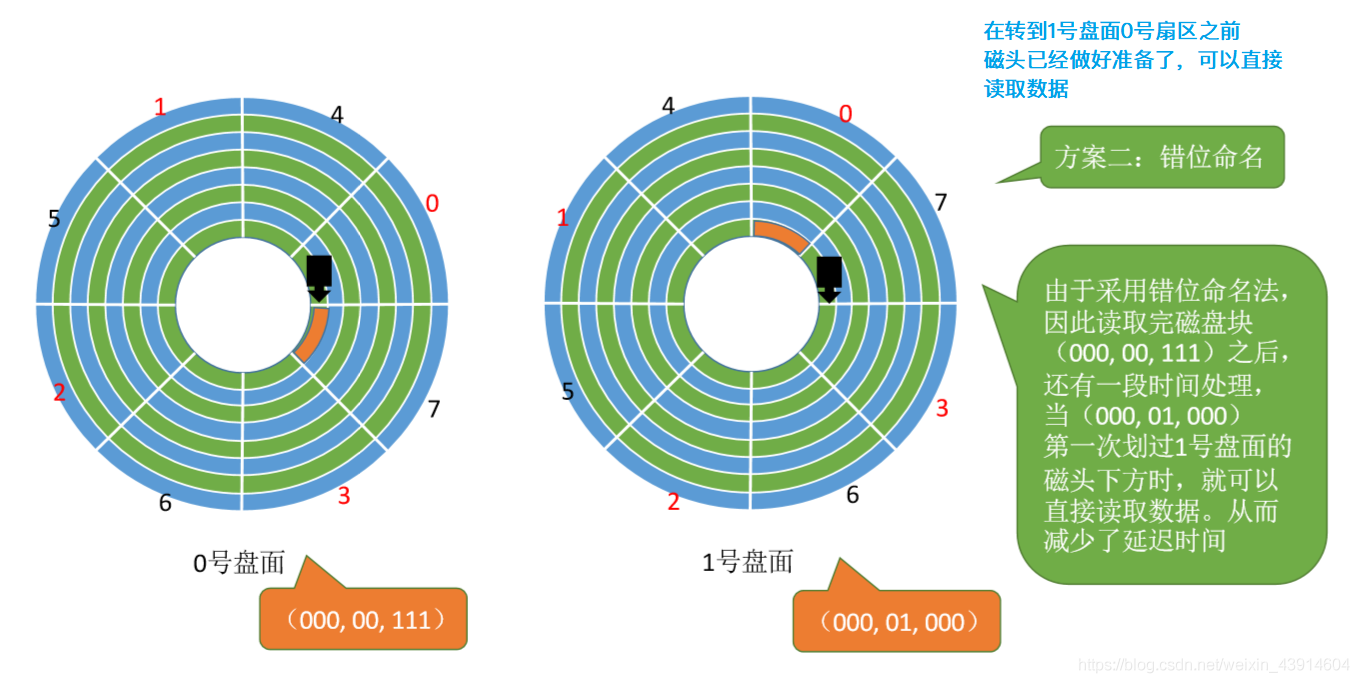 在转到1号盘面0号扇区之前
磁头已经做好准备了，可以直接
读取数据
方案二：错位命名
由于采用错位命名法，
因此读取完磁盘块
（000, 00, 111）之后，
还有一段时间处理，
当（000, 01, 000）
第一次划过1号盘面的
磁头下方时，就可以
直接读取数据。从而
减少了延迟时间
1
4
5
0
2
7
6
3
0号盘面
（000, 00, 111）
4
0
1
7
5
3
2
6
1号盘面
（000, 01, 000）
https://blog.csdn.net/weixin_43914604